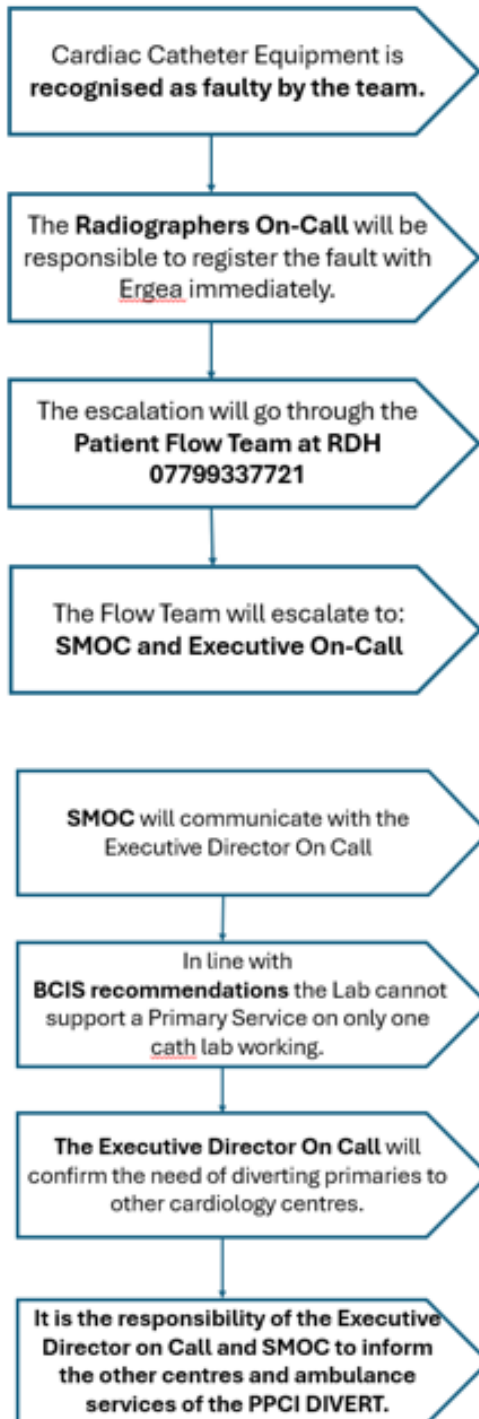 Cardiac Catheter Equipment is
recognised as faulty by the team.
The Radiographers On-Call will be
responsible to register the fault with
Ergea immediately.
The escalation will go through the
Patient Flow Team at RDH
07799337721
The Flow Team will escalate to:
SMOC and Executive On-Call
SMOC will communicate with the
Executive Director On Call
In line with
BCIS recommendations the Lab cannot
support a Primary Service on only one
cath lab working.
The Executive Director On Call will
confirm the need of diverting primaries to
other cardiology centres.
It is the responsibility of the Executive
Director on Call and SMOC to inform
the other centres and ambulance
services of the PPCI DIVERT.